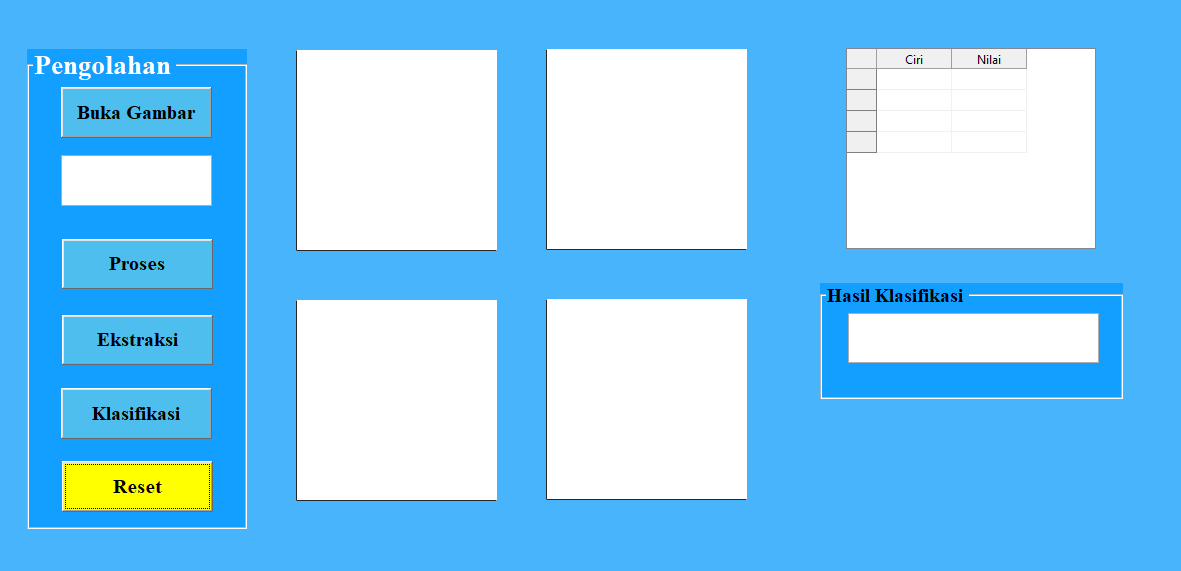 Pengolahan
Buka Gambar
Proses
Ekstraksi
Klasifikasi
Reset
Ciri Nilai
Hasil Klasifikasi